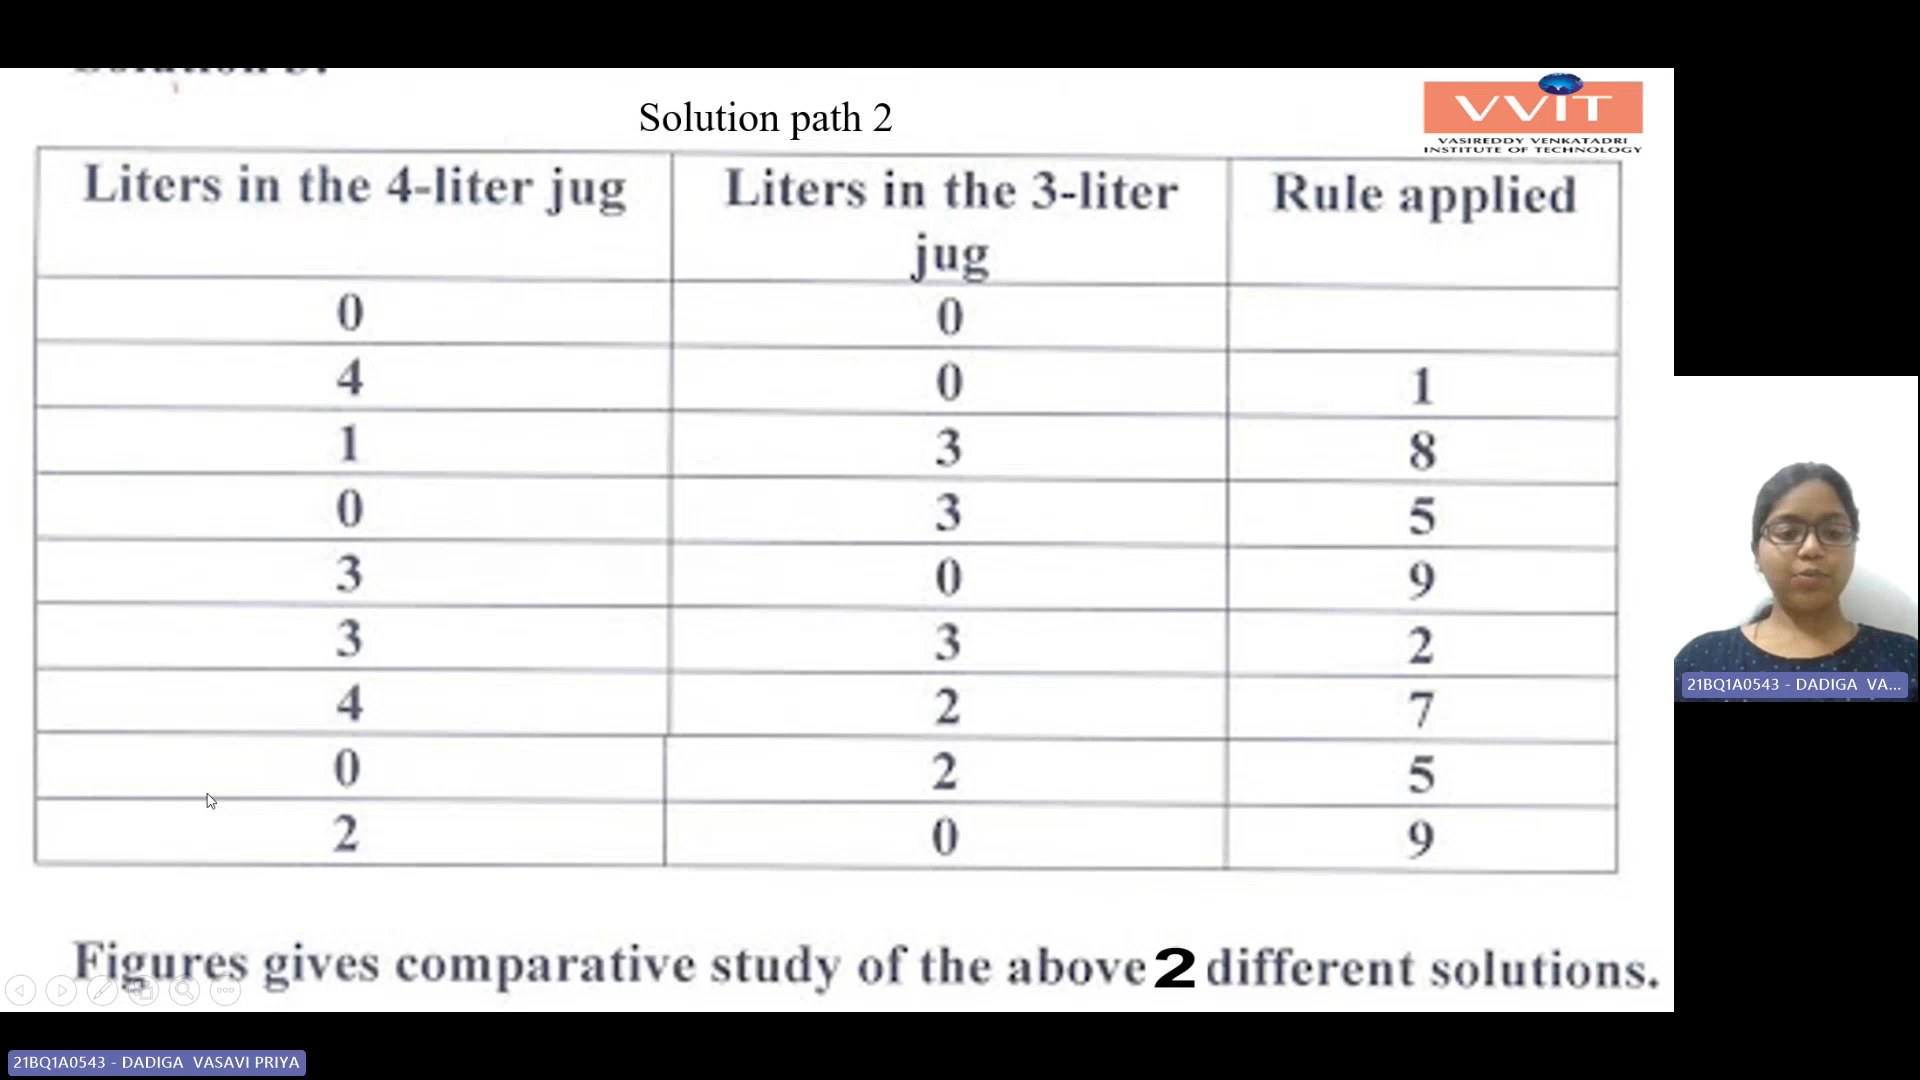 Solution path 2
VVIT
VASIREDDY VENKATADRI
INSTITUTE OF TECHNOLOGY
Liters in the 4-liter jug Liters in the 3-liter Rule applied
jug
0 0
4 0 1
1 3 8
0 3 5
3 0 9
3 3 2
4 2 7
0 2 5
2 0 9
Figures gives comparative study of the above 2 different solutions.
21BQ1A0543 - DADIGA VA...
21BQ1A0543 - DADIGA VASAVI PRIYA